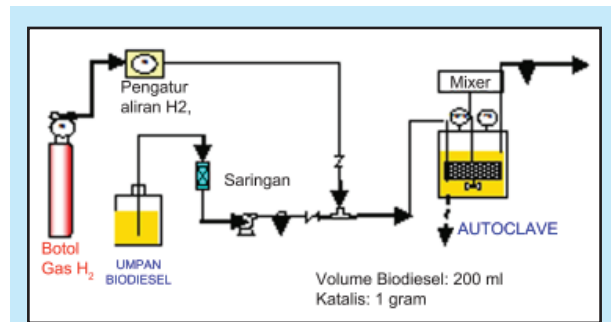 Pengatur
aliran H2,
Mixer
Saringan
Botol
Gas H2
UMPAN
BIODIESEL
AUTOCLAVE
Volume Biodiesel: 200 ml
Katalis: 1 gram